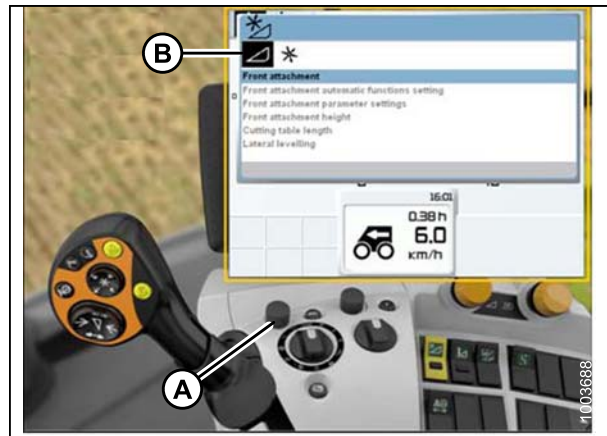 B
Front attachment
Front attachment automatic functions setting
Front attachment parameter settings
Front attachment height
Cutting table length
Lateral levelling
16:01
0.38 h
6.0
km/h
A
1003688